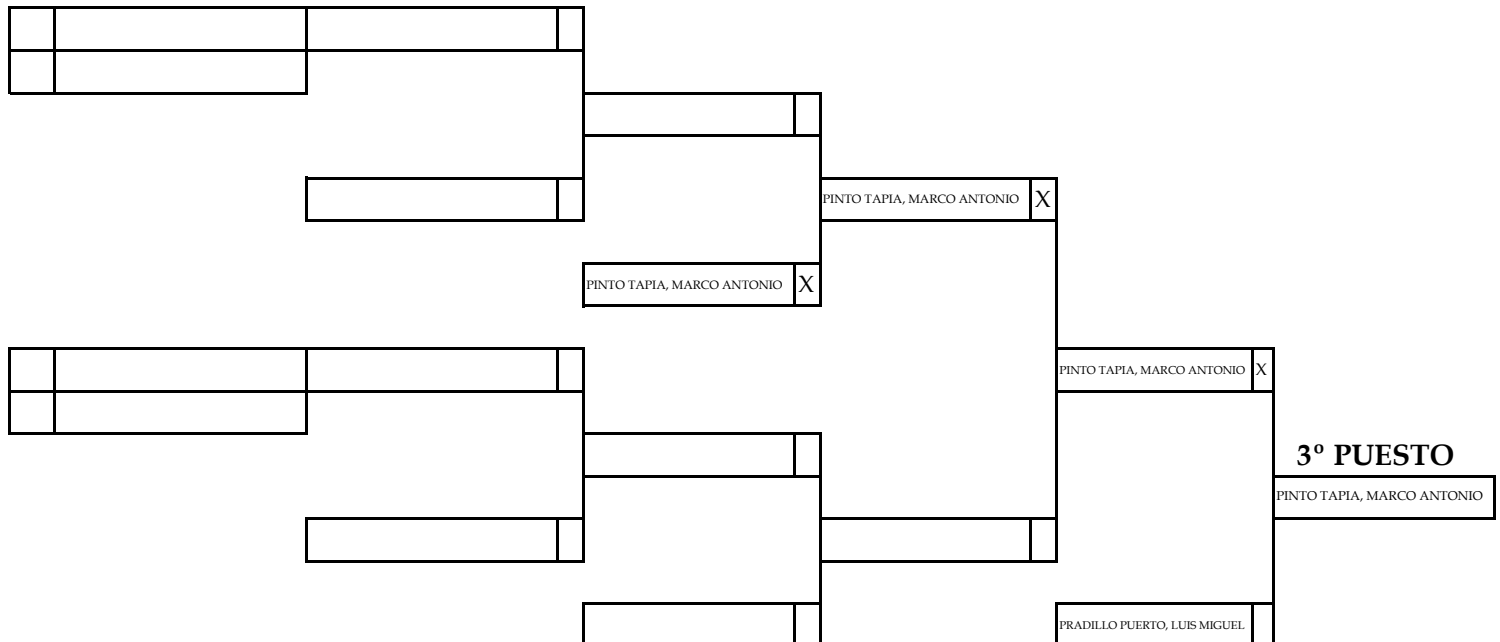 PINTO TAPIA, MARCO ANTONIO X
PINTO TAPIA, MARCO ANTONIO X
PINTO TAPIA, MARCO ANTONIO X
3º PUESTO
PINTO TAPIA, MARCO ANTONIO
PRADILLO PUERTO, LUIS MIGUEL